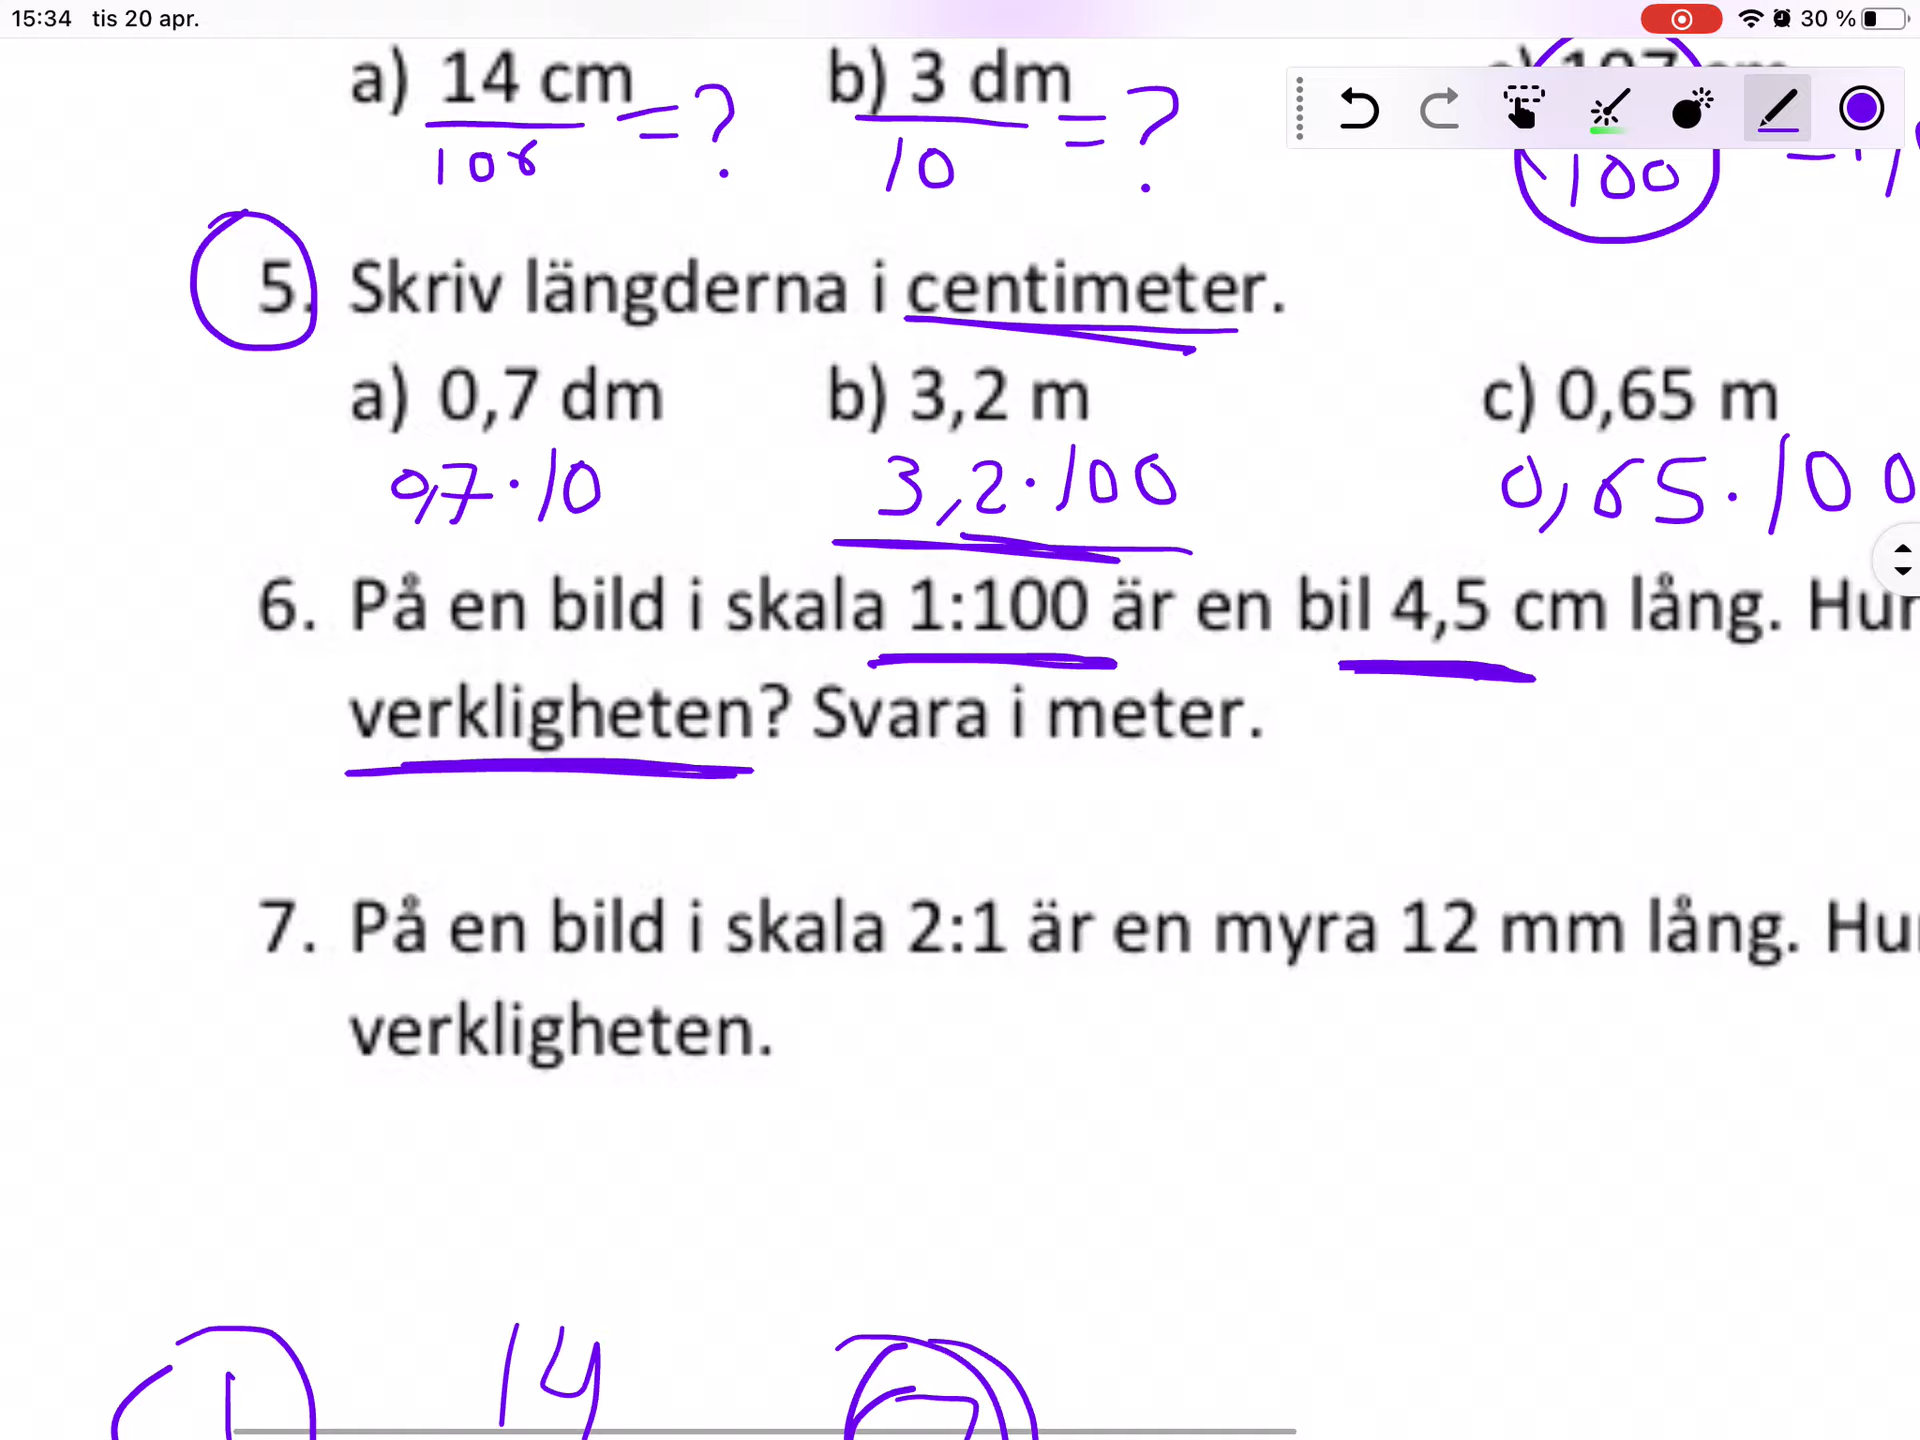 15:34 tis 20 apr. 30 %
a) 14 cm = ? b) 3 dm = ?
100 10 100
5. Skriv längderna i centimeter.
a) 0,7 dm b) 3,2 m c) 0,65 m
0,7 · 10 3,2 · 100 0,65 · 100
6. På en bild i skala 1:100 är en bil 4,5 cm lång. Hur
verkligheten? Svara i meter.
7. På en bild i skala 2:1 är en myra 12 mm lång. Hu
verkligheten.
1 14